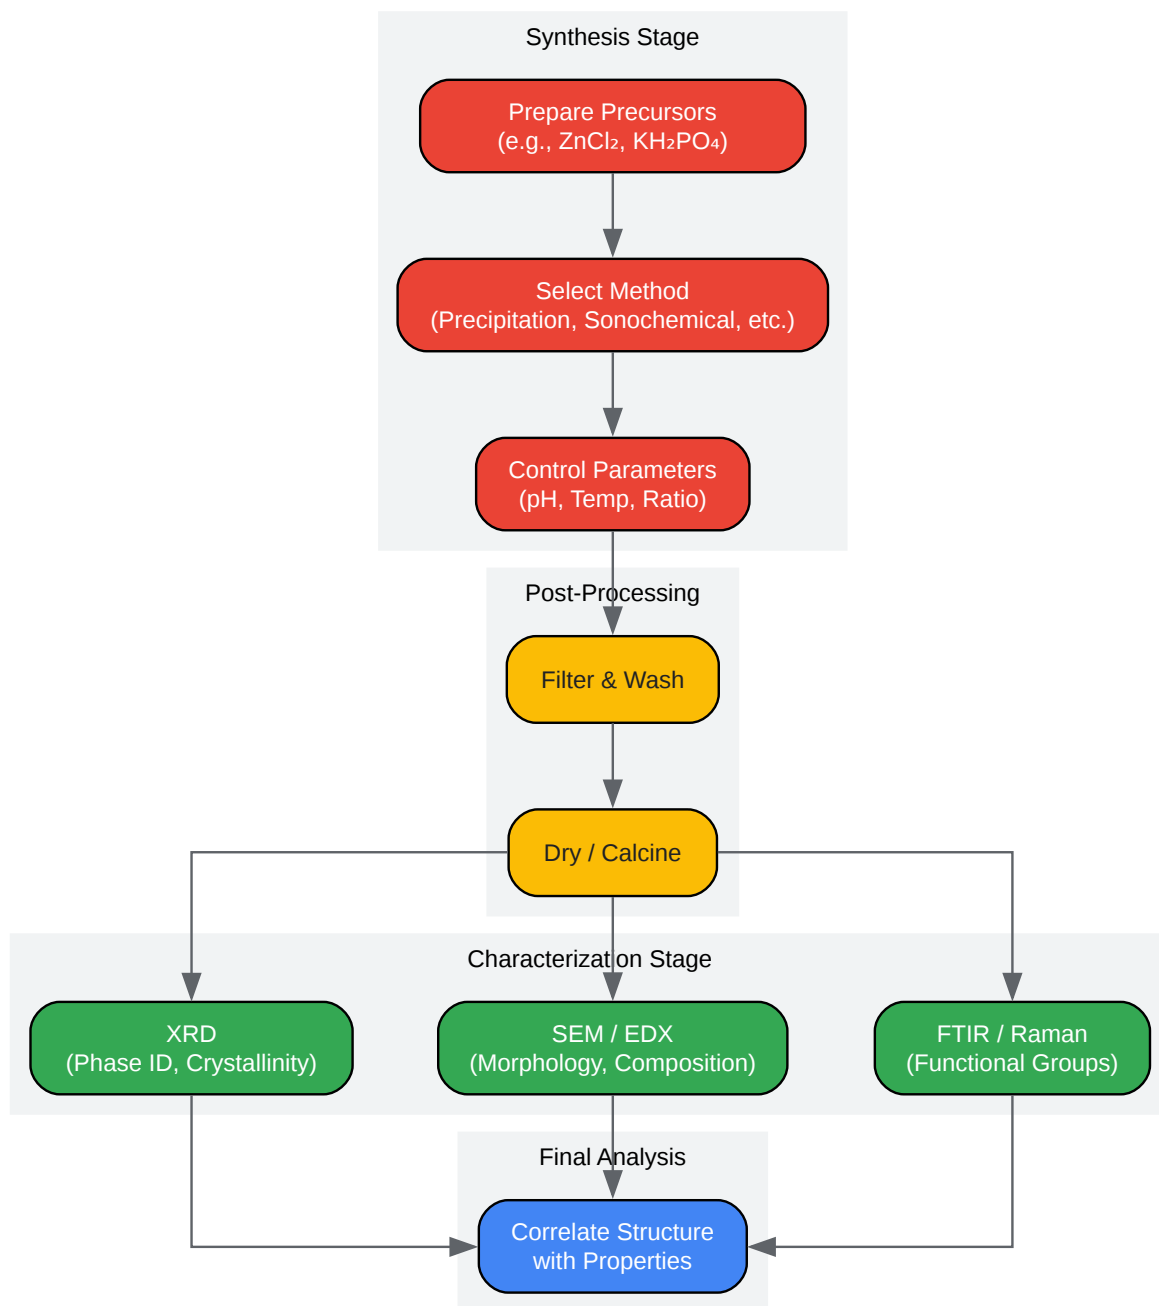 Synthesis Stage
Prepare Precursors
(e.g., ZnCl₂, KH₂PO₄)
Select Method
(Precipitation, Sonochemical, etc.)
Control Parameters
(pH, Temp, Ratio)
Post-Processing
Filter & Wash
Dry / Calcine
Characterization Stage
XRD
(Phase ID, Crystallinity)
SEM / EDX
(Morphology, Composition)
FTIR / Raman
(Functional Groups)
Final Analysis
Correlate Structure
with Properties